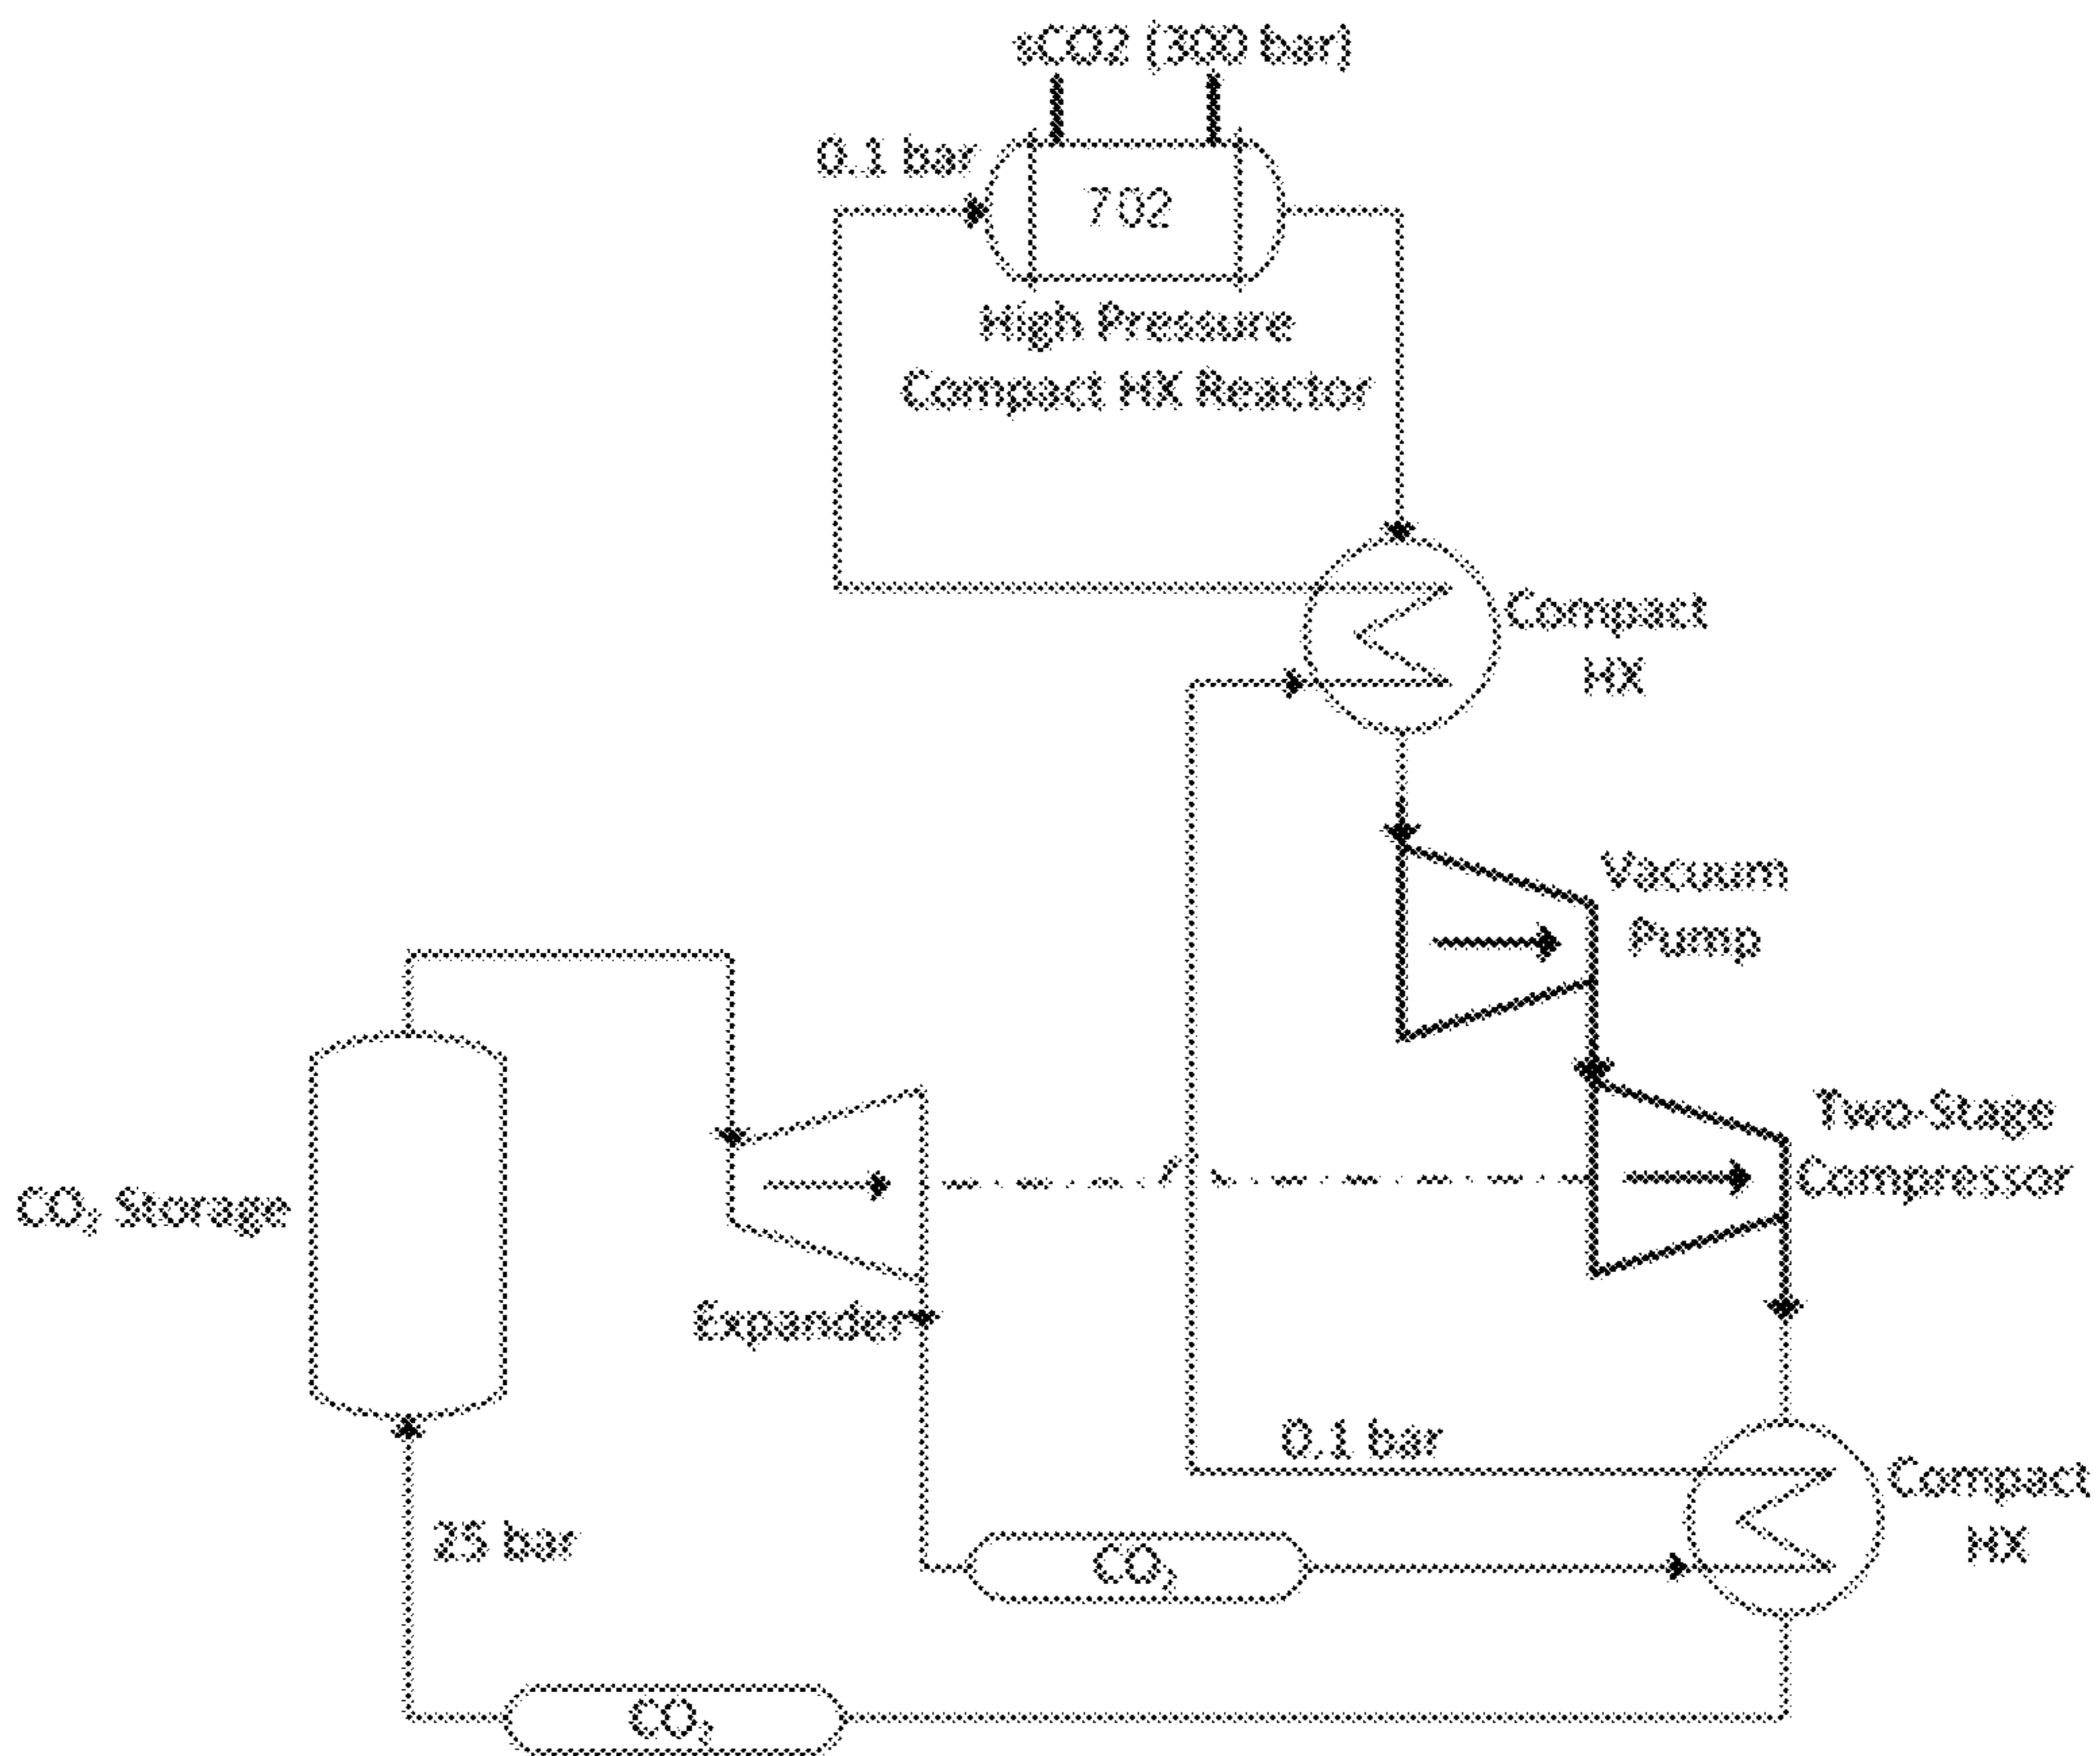 sCO2 (300 bar)
0.1 bar
702
High Pressure
Compact HX Reactor
Compact
HX
Vacuum
Pump
Two-Stage
Compressor
CO₂ Storage
Expander
0.1 bar
Compact
HX
25 bar
CO₂
CO₂